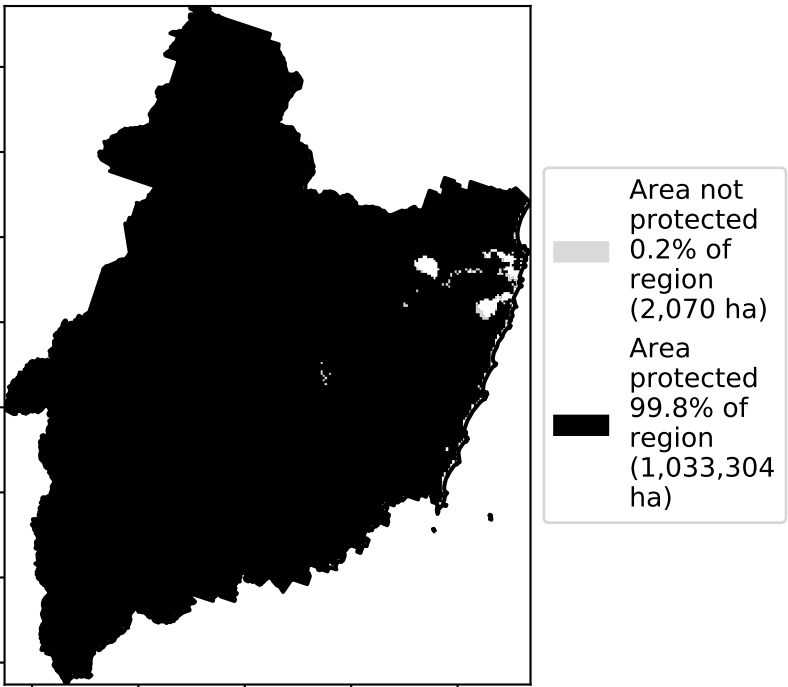 Area not
protected
0.2% of
region
(2,070 ha)
Area
protected
99.8% of
region
(1,033,304
ha)